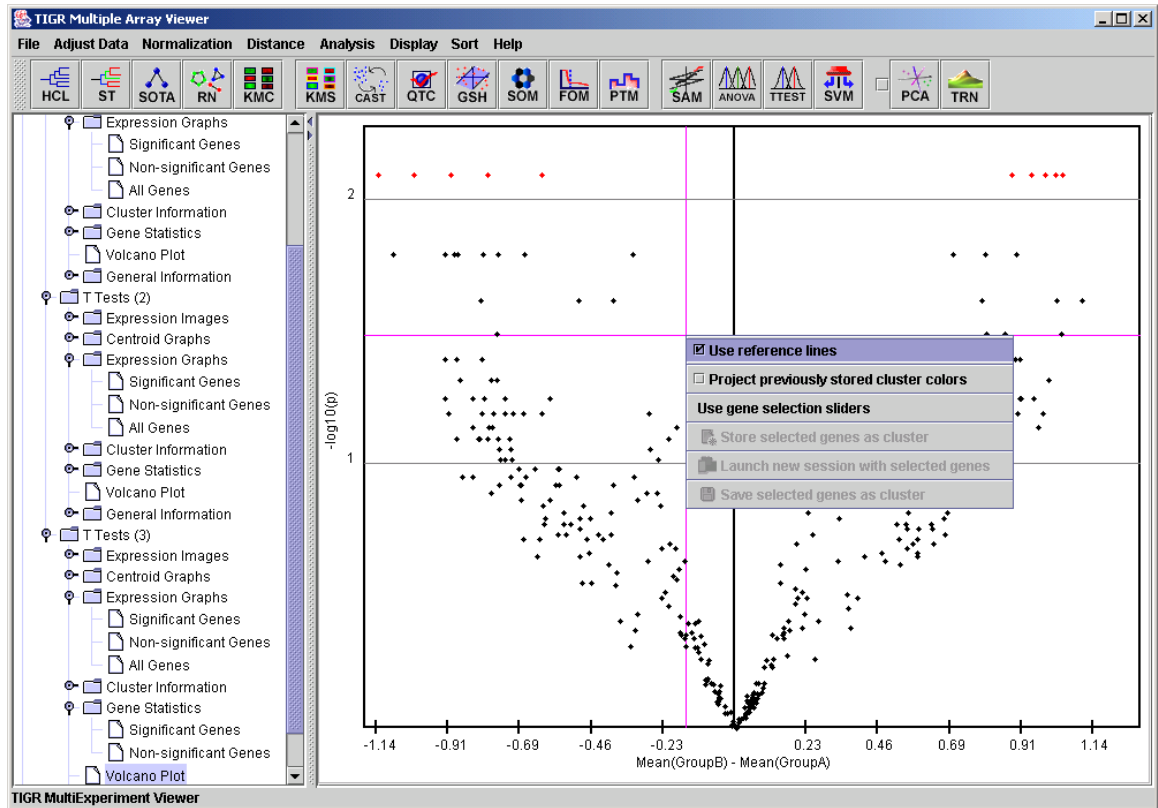 TIGR Multiple Array Viewer
File Adjust Data Normalization Distance Analysis Display Sort Help
HCL ST SOTA RN KMC KMS CAST QTC GSH SOM FOM PTM SAM ANOVA TTEST SVM PCA TRN
Expression Graphs
Significant Genes
Non-significant Genes
All Genes
Cluster Information
Gene Statistics
Volcano Plot
General Information
T Tests (2)
Expression Images
Centroid Graphs
Expression Graphs
Significant Genes
Non-significant Genes
All Genes
Cluster Information
Gene Statistics
Volcano Plot
General Information
T Tests (3)
Expression Images
Centroid Graphs
Expression Graphs
Significant Genes
Non-significant Genes
All Genes
Cluster Information
Gene Statistics
Significant Genes
Non-significant Genes
Volcano Plot
2
1
-log10(p)
Use reference lines
Project previously stored cluster colors
Use gene selection sliders
Store selected genes as cluster
Launch new session with selected genes
Save selected genes as cluster
-1.14 -0.91 -0.69 -0.46 -0.23 0.23 0.46 0.69 0.91 1.14
Mean(GroupB) - Mean(GroupA)
TIGR MultiExperiment Viewer